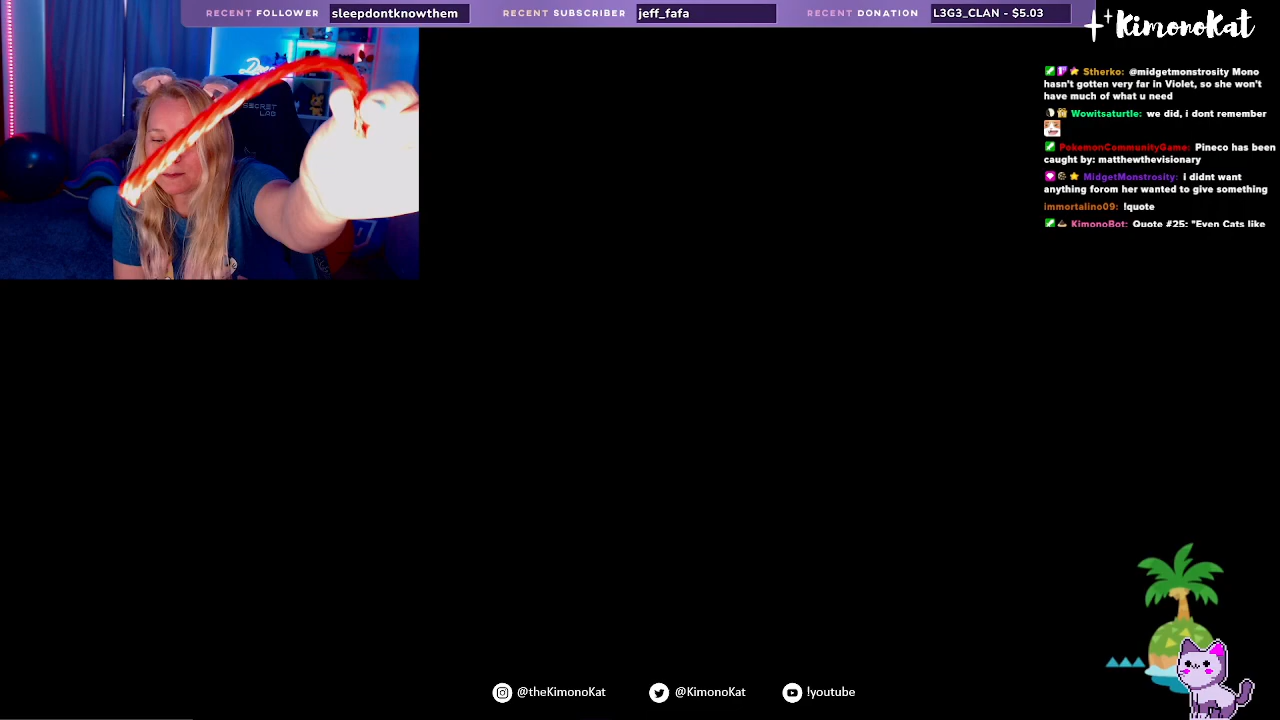 RECENT FOLLOWER sleepdontknowthem RECENT SUBSCRIBER jeff_fafa RECENT DONATION L3G3_CLAN - $5.03
KimonoKat
SECRET
LAB
Stherko: @midgetmonstrosity Mono
hasn't gotten very far in Violet, so she won't
have much of what u need
Wowitsaturtle: we did, i dont remember
PokemonCommunityGame: Pineco has been
caught by: matthewthevisionary
MidgetMonstrosity: i didnt want
anything forom her wanted to give something
immortalino09: !quote
KimonoBot: Quote #25: "Even Cats like
@theKimonoKat @KimonoKat !youtube